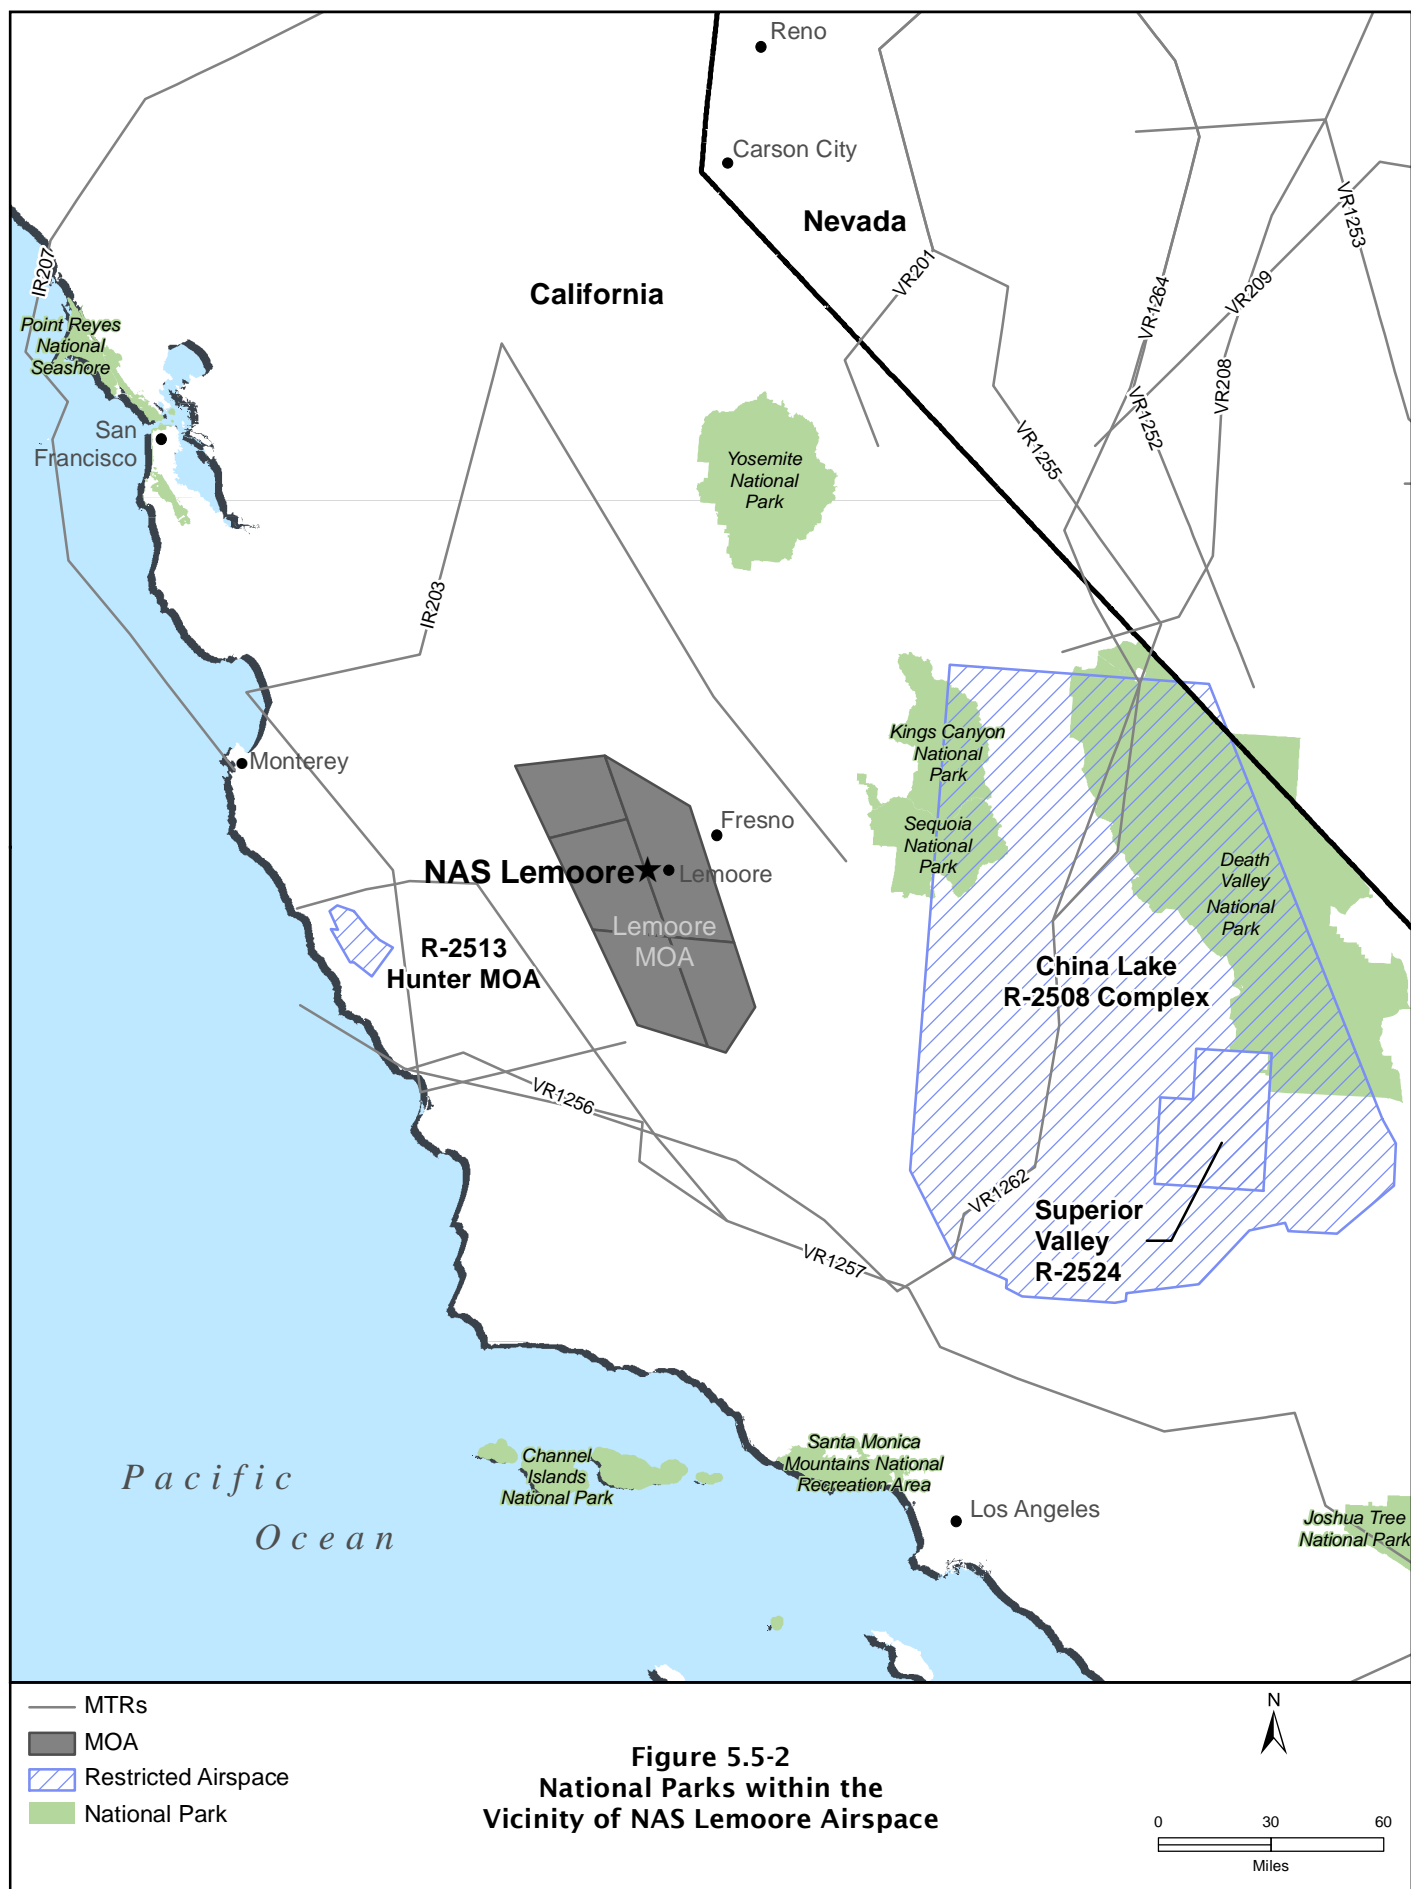 Reno
Carson City
Nevada
California
VR1253
IR207
VR201
VR1264
VR209
Point Reyes
National
Seashore
VR208
VR1252
San
Francisco
VR1255
Yosemite
National
Park
IR203
Kings Canyon
National
Park
Monterey
Fresno
Sequoia
National
Park
NAS Lemoore
Lemoore
Death
Valley
National
Park
Lemoore
MOA
R-2513
Hunter MOA
China Lake
R-2508 Complex
VR1256
VR1262
Superior
Valley
R-2524
VR1257
Channel
Islands
National Park
Santa Monica
Mountains National
Recreation Area
Pacific
Ocean
Los Angeles
Joshua Tree
National Park
MTRs
MOA
Restricted Airspace
National Park
Figure 5.5-2
National Parks within the
Vicinity of NAS Lemoore Airspace
N
0 30 60
Miles